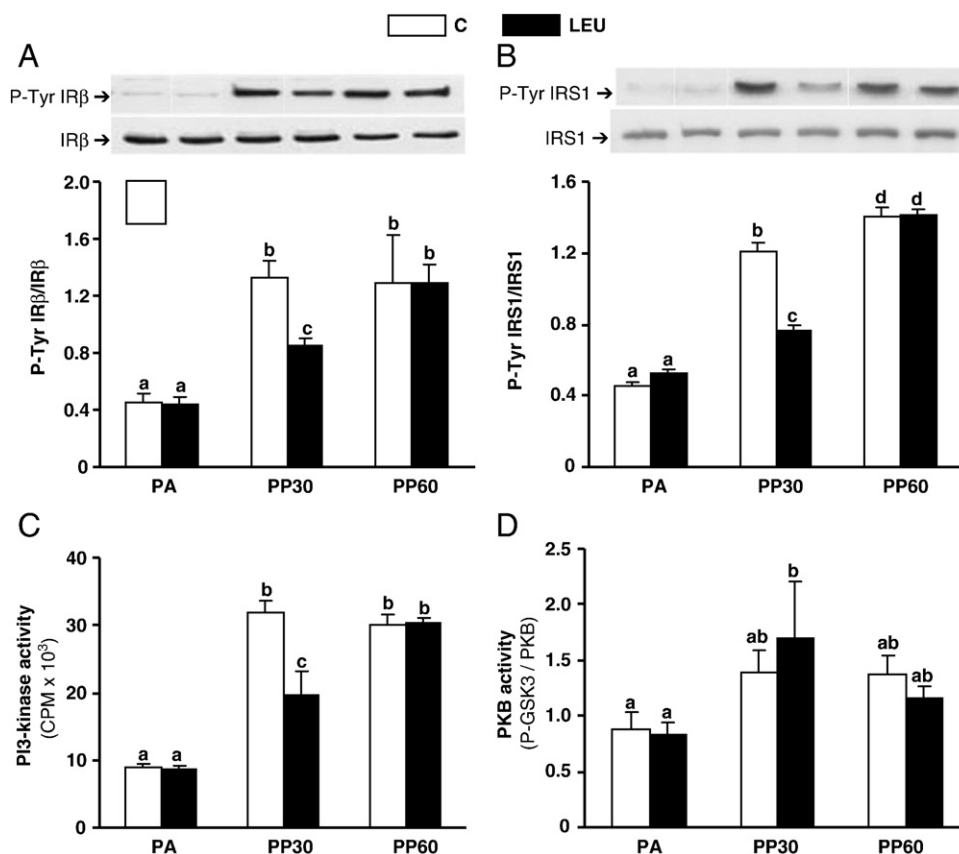 C LEU
A
P-Tyr IRβ →
IRβ →
2.0
1.6
1.2
0.8
0.4
0
P-Tyr IRβ/IRβ
a a b c b b
PA PP30 PP60
B
P-Tyr IRS1 →
IRS1 →
1.6
1.2
0.8
0.4
0
P-Tyr IRS1/IRS1
a a b c d d
PA PP30 PP60
C
40
30
20
10
0
PI3-kinase activity
(CPM x 10³)
a a b c b b
PA PP30 PP60
D
2.5
2.0
1.5
1.0
0.5
0.0
PKB activity
(P-GSK3 / PKB)
a a ab b ab ab
PA PP30 PP60